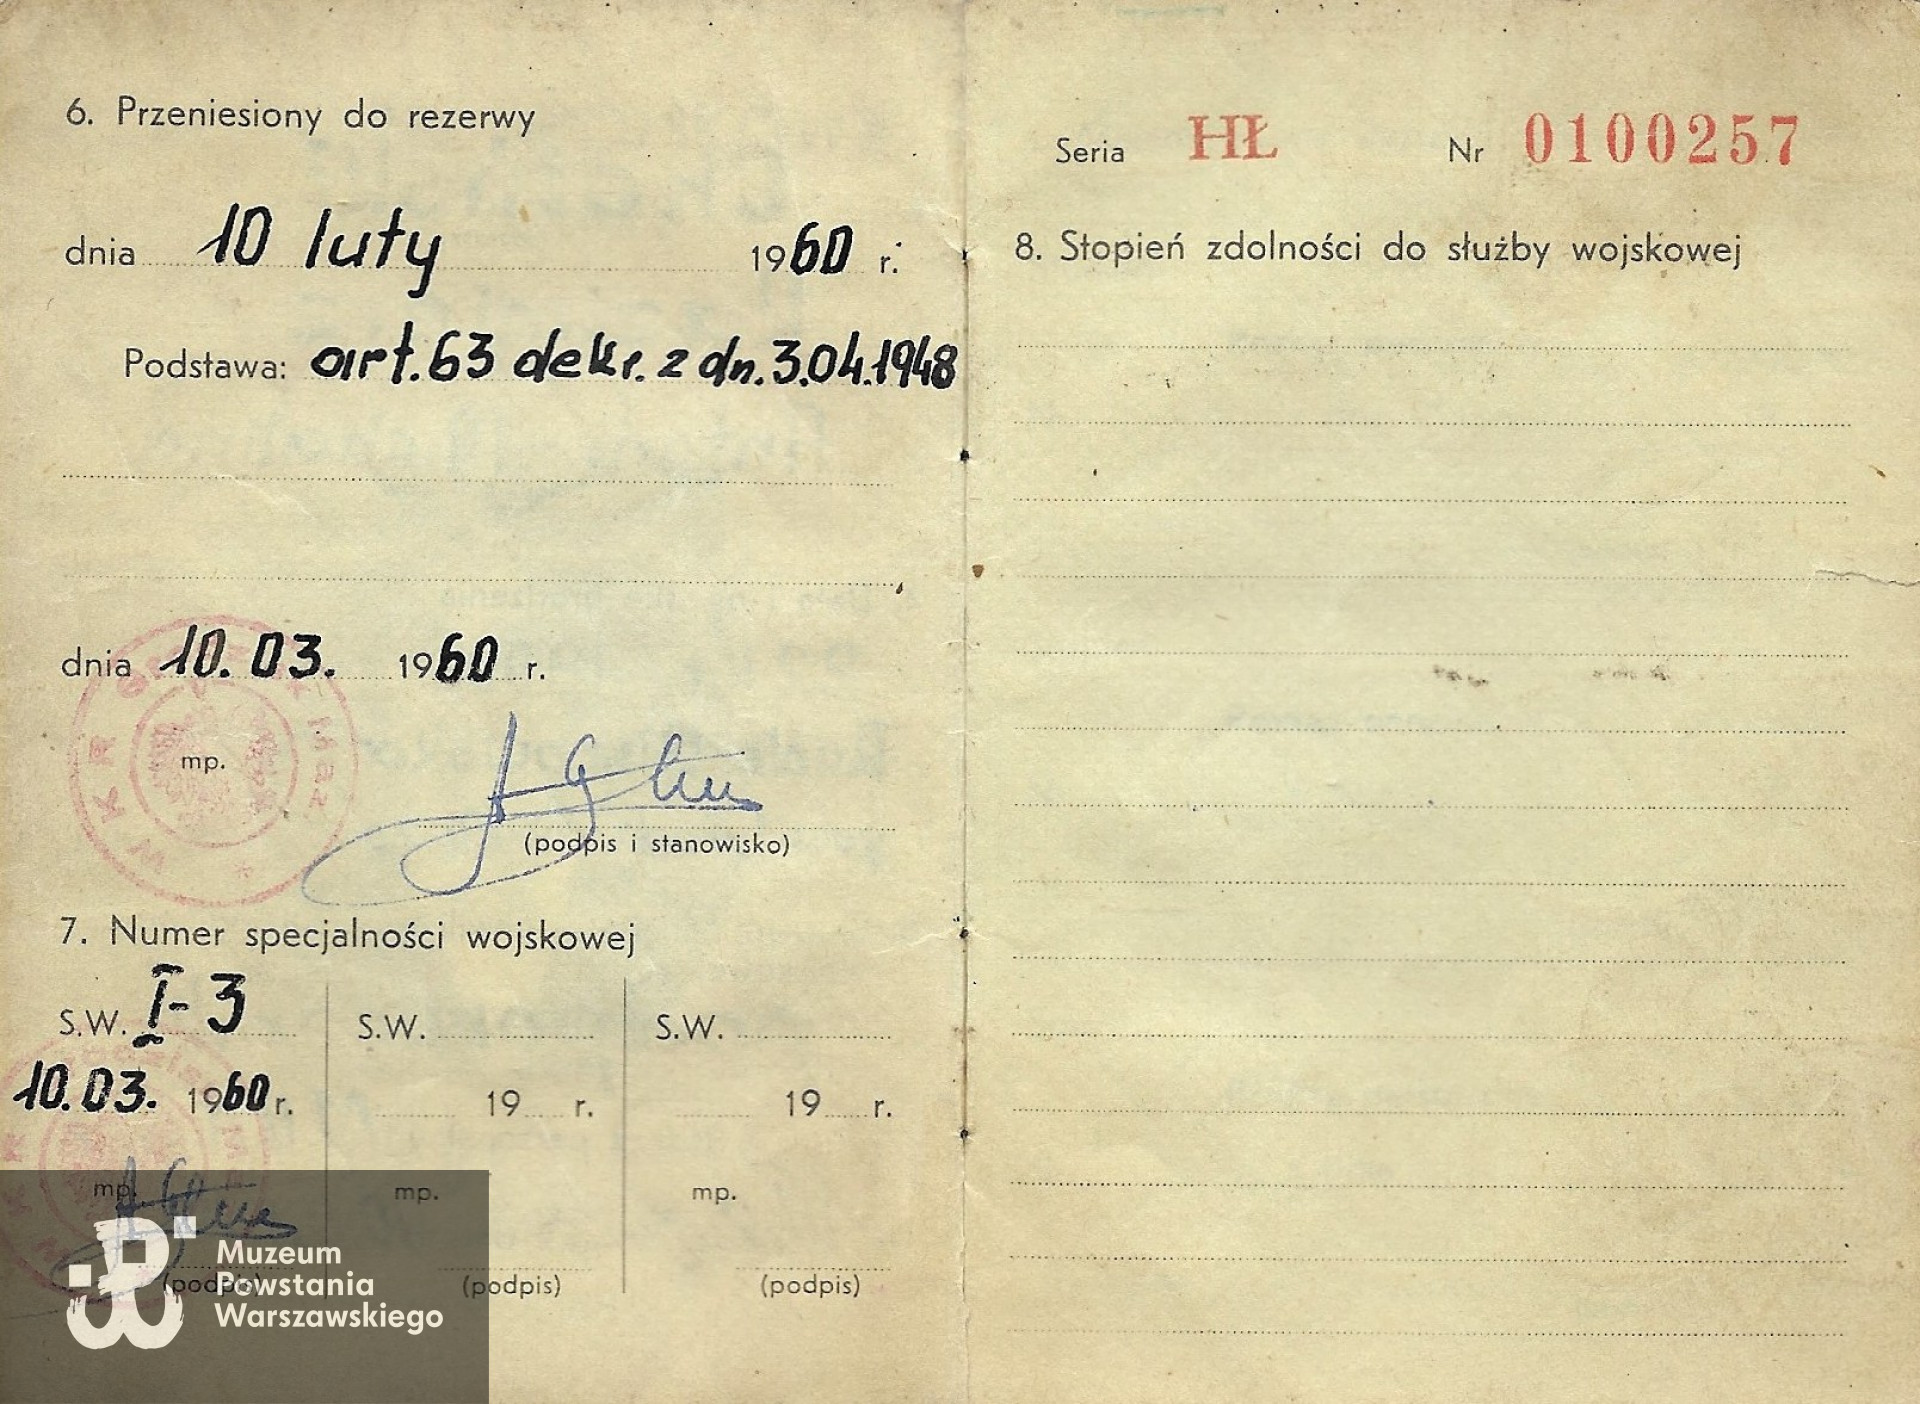 6. Przeniesiony do rezerwy
dnia 10 luty 1960 r.
Podstawa: art. 63 dekr. z dn. 3.04.1948
dnia 10. 03. 1960 r.
mp.
(podpis i stanowisko)
7. Numer specjalności wojskowej
S.W. I-3 S.W. S.W.
10.03. 1960 r. 19 r. 19 r.
mp. mp. mp.
(podpis) (podpis) (podpis)
Muzeum
Powstania
Warszawskiego
Seria HŁ Nr 0100257
8. Stopień zdolności do służby wojskowej